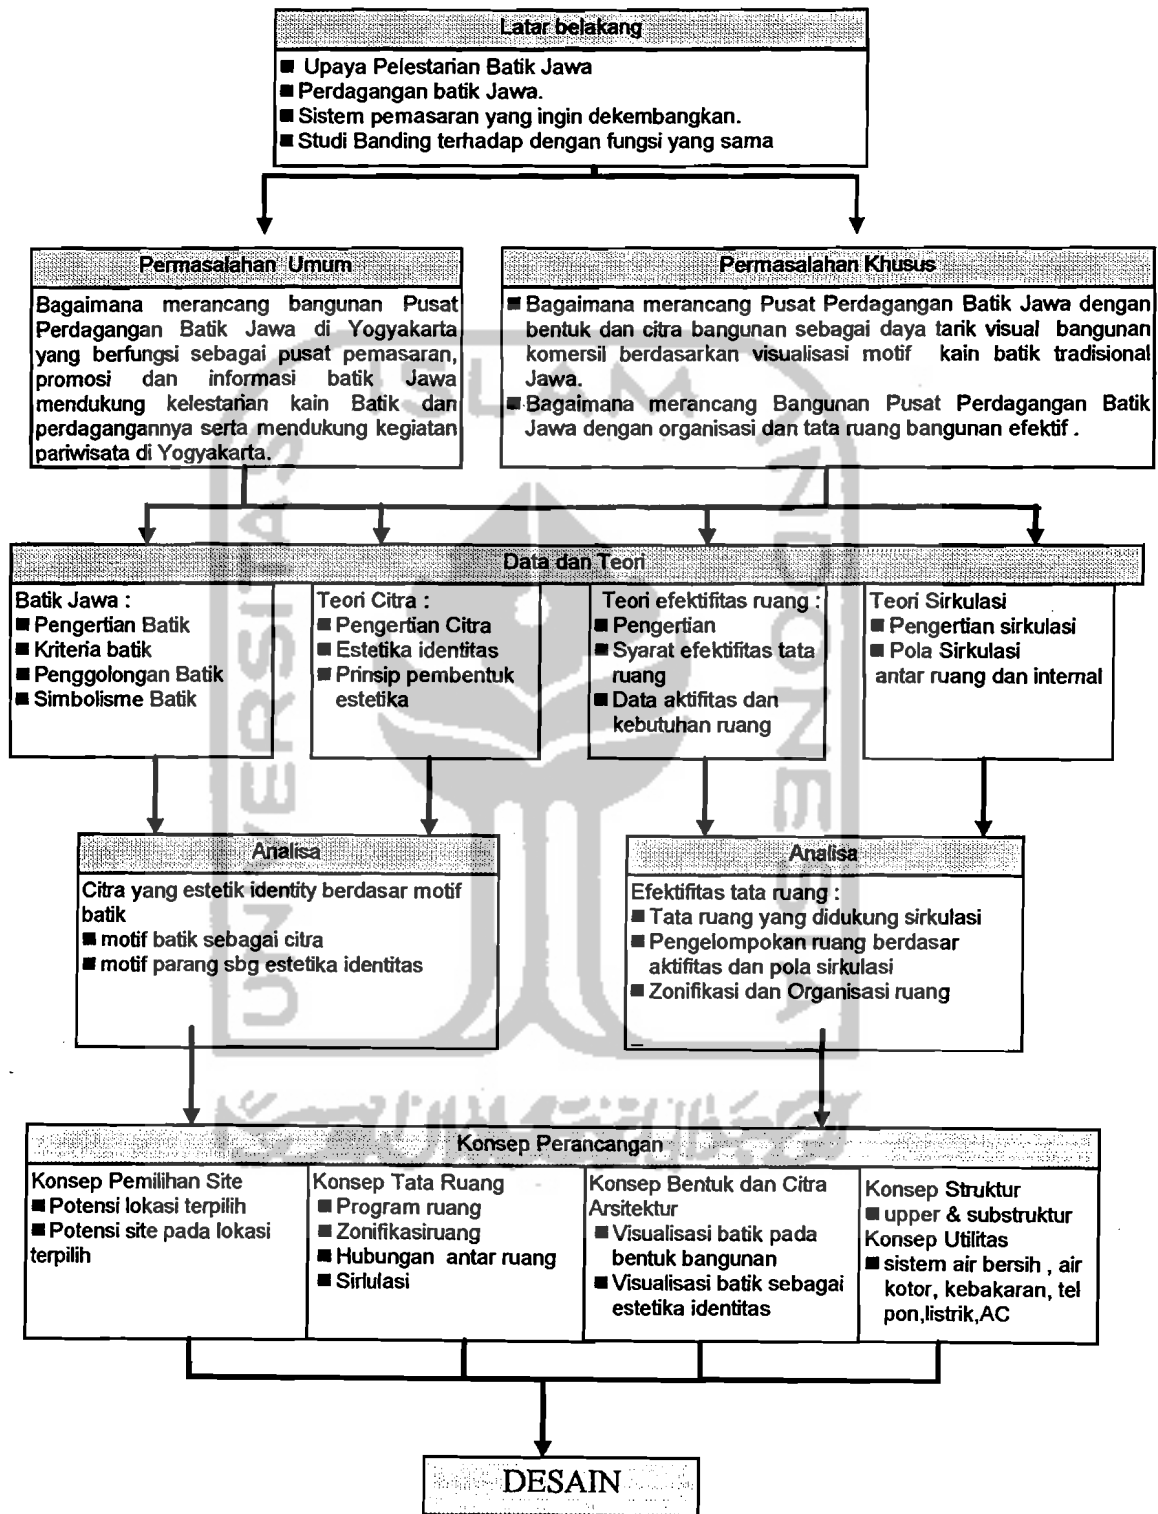 Latar belakang
■ Upaya Pelestarian Batik Jawa
■ Perdagangan batik Jawa.
■ Sistem pemasaran yang ingin dekembangkan.
■ Studi Banding terhadap dengan fungsi yang sama
Permasalahan Umum
Bagaimana merancang bangunan Pusat
Perdagangan Batik Jawa di Yogyakarta
yang berfungsi sebagai pusat pemasaran,
promosi dan informasi batik Jawa
mendukung kelestarian kain Batik dan
perdagangannya serta mendukung kegiatan
pariwisata di Yogyakarta.
Permasalahan Khusus
■ Bagaimana merancang Pusat Perdagangan Batik Jawa dengan
bentuk dan citra bangunan sebagai daya tarik visual bangunan
komersil berdasarkan visualisasi motif kain batik tradisional
Jawa.
■ Bagaimana merancang Bangunan Pusat Perdagangan Batik
Jawa dengan organisasi dan tata ruang bangunan efektif .
Data dan Teori
Batik Jawa :
■ Pengertian Batik
■ Kriteria batik
■ Penggolongan Batik
■ Simbolisme Batik
Teori Citra :
■ Pengertian Citra
■ Estetika identitas
■ Prinsip pembentuk
estetika
Teori efektifitas ruang :
■ Pengertian
■ Syarat efektifitas tata
ruang
■ Data aktifitas dan
kebutuhan ruang
Teori Sirkulasi
■ Pengertian sirkulasi
■ Pola Sirkulasi
antar ruang dan internal
Analisa
Citra yang estetik identity berdasar motif
batik
■ motif batik sebagai citra
■ motif parang sbg estetika identitas
Analisa
Efektifitas tata ruang :
■ Tata ruang yang didukung sirkulasi
■ Pengelompokan ruang berdasar
aktifitas dan pola sirkulasi
■ Zonifikasi dan Organisasi ruang
Konsep Perancangan
Konsep Pemilihan Site
■ Potensi lokasi terpilih
■ Potensi site pada lokasi
terpilih
Konsep Tata Ruang
■ Program ruang
■ Zonifikasiruang
■ Hubungan antar ruang
■ Sirlulasi
Konsep Bentuk dan Citra
Arsitektur
■ Visualisasi batik pada
bentuk bangunan
■ Visualisasi batik sebagai
estetika identitas
Konsep Struktur
■ upper & substruktur
Konsep Utilitas
■ sistem air bersih , air
kotor, kebakaran, tel
pon,listrik,AC
DESAIN
UNIVERSITAS
ISLAM
INDONESIA